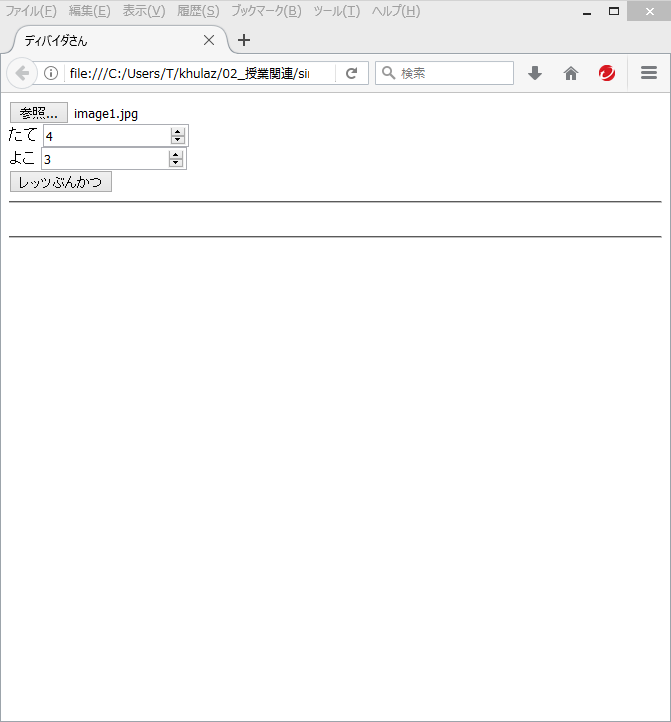 ファイル(F) 編集(E) 表示(V) 履歴(S) ブックマーク(B) ツール(T) ヘルプ(H)
ディバイダさん
file:///C:/Users/T/khulaz/02_授業関連/sin 検索
参照... image1.jpg
たて 4
よこ 3
レッツぶんかつ